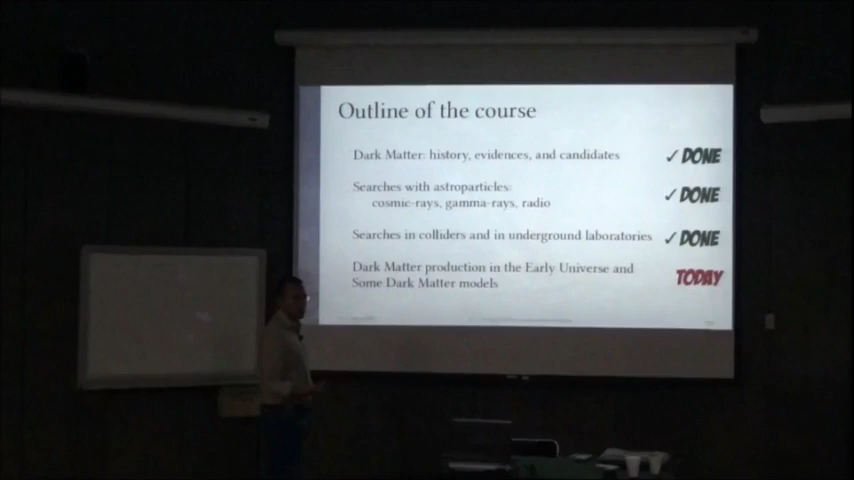 Outline of the course
Dark Matter: history, evidences, and candidates ✓ DONE
Searches with astroparticles:
cosmic-rays, gamma-rays, radio ✓ DONE
Searches in colliders and in underground laboratories ✓ DONE
Dark Matter production in the Early Universe and
Some Dark Matter models TODAY